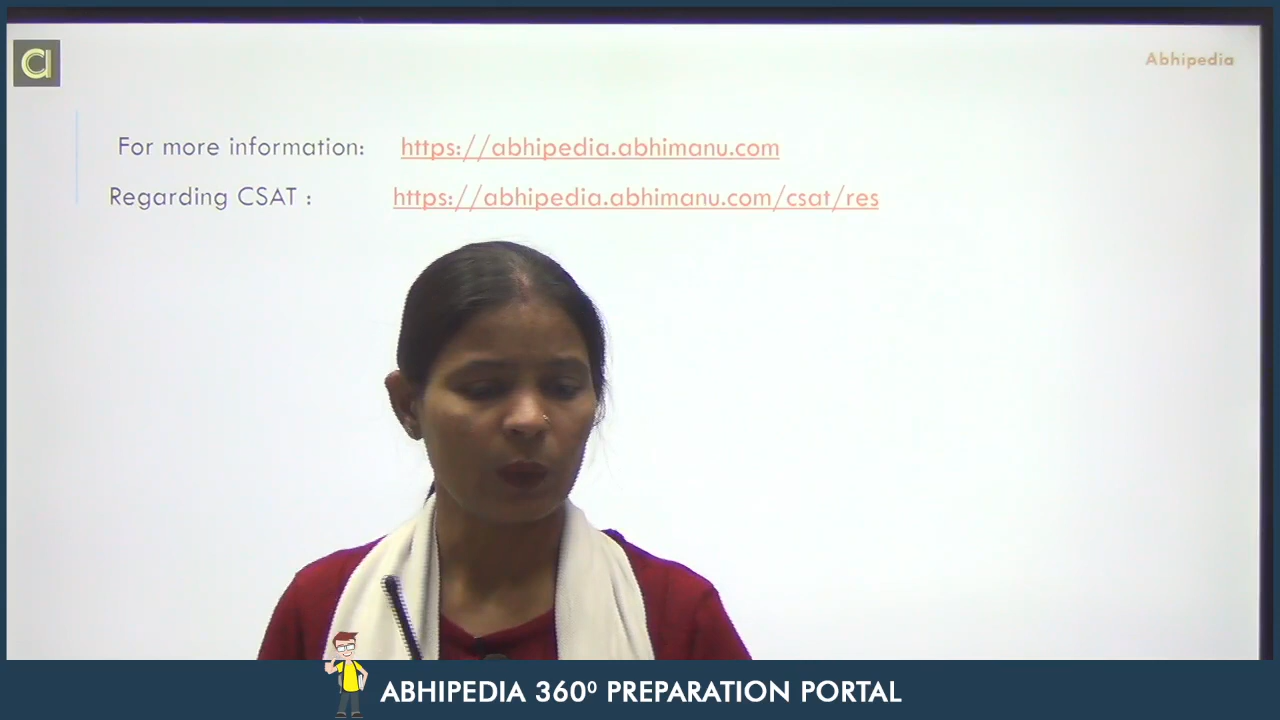 Abhipedia
For more information: https://abhipedia.abhimanu.com
Regarding CSAT : https://abhipedia.abhimanu.com/csat/res
ABHIPEDIA 360⁰ PREPARATION PORTAL